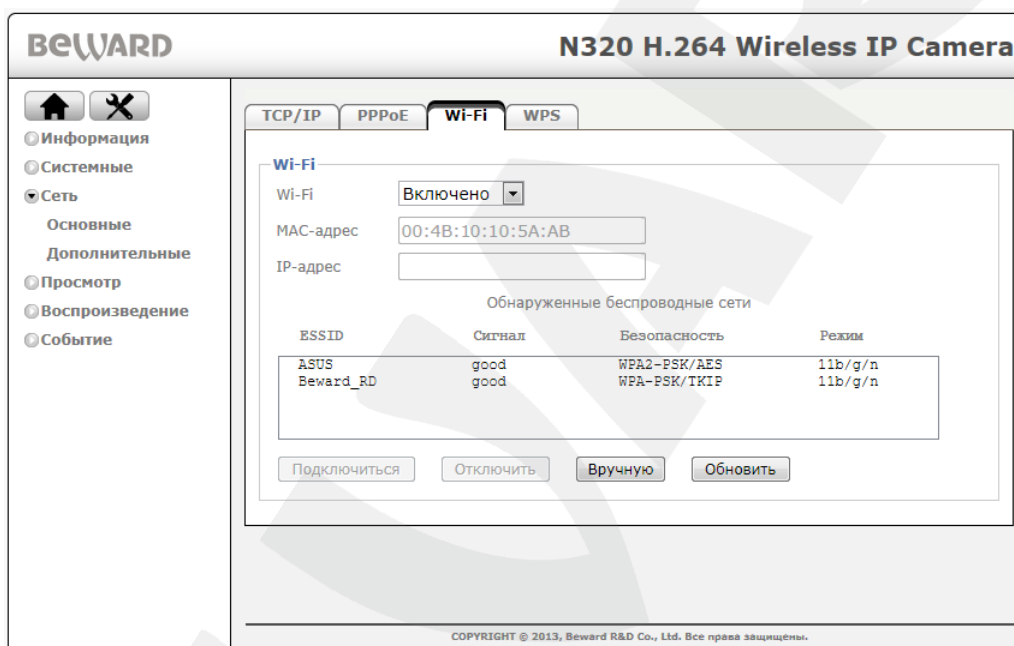 BEWARD
N320 H.264 Wireless IP Camera
Информация
Системные
Сеть
Основные
Дополнительные
Просмотр
Воспроизведение
Событие
TCP/IP PPPoE Wi-Fi WPS
Wi-Fi
Wi-Fi Включено
MAC-адрес 00:4B:10:10:5A:AB
IP-адрес
Обнаруженные беспроводные сети
ESSID Сигнал Безопасность Режим
ASUS good WPA2-PSK/AES 11b/g/n
Beward_RD good WPA-PSK/TKIP 11b/g/n
Подключиться Отключить Вручную Обновить
COPYRIGHT © 2013, Beward R&D Co., Ltd. Все права защищены.